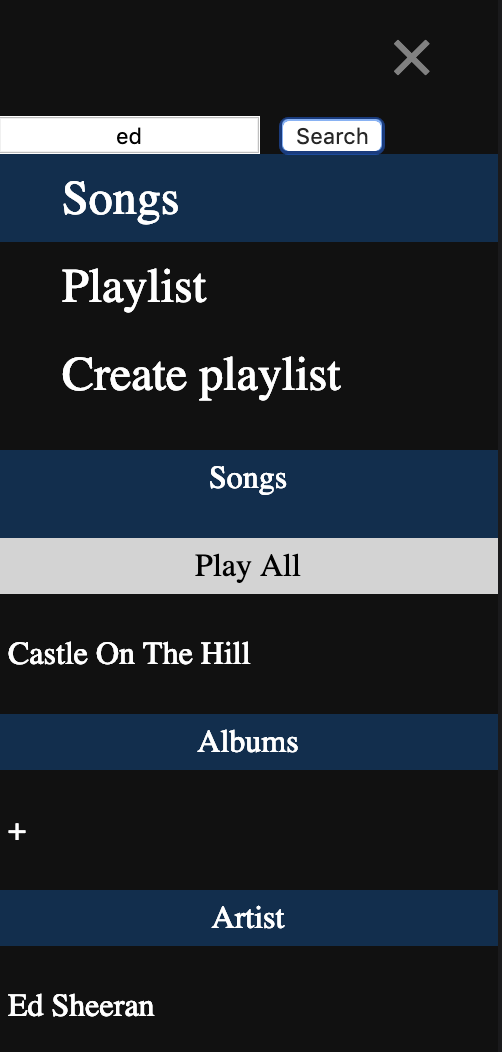 ed
Search
Songs
Playlist
Create playlist
Songs
Play All
Castle On The Hill
Albums
+
Artist
Ed Sheeran